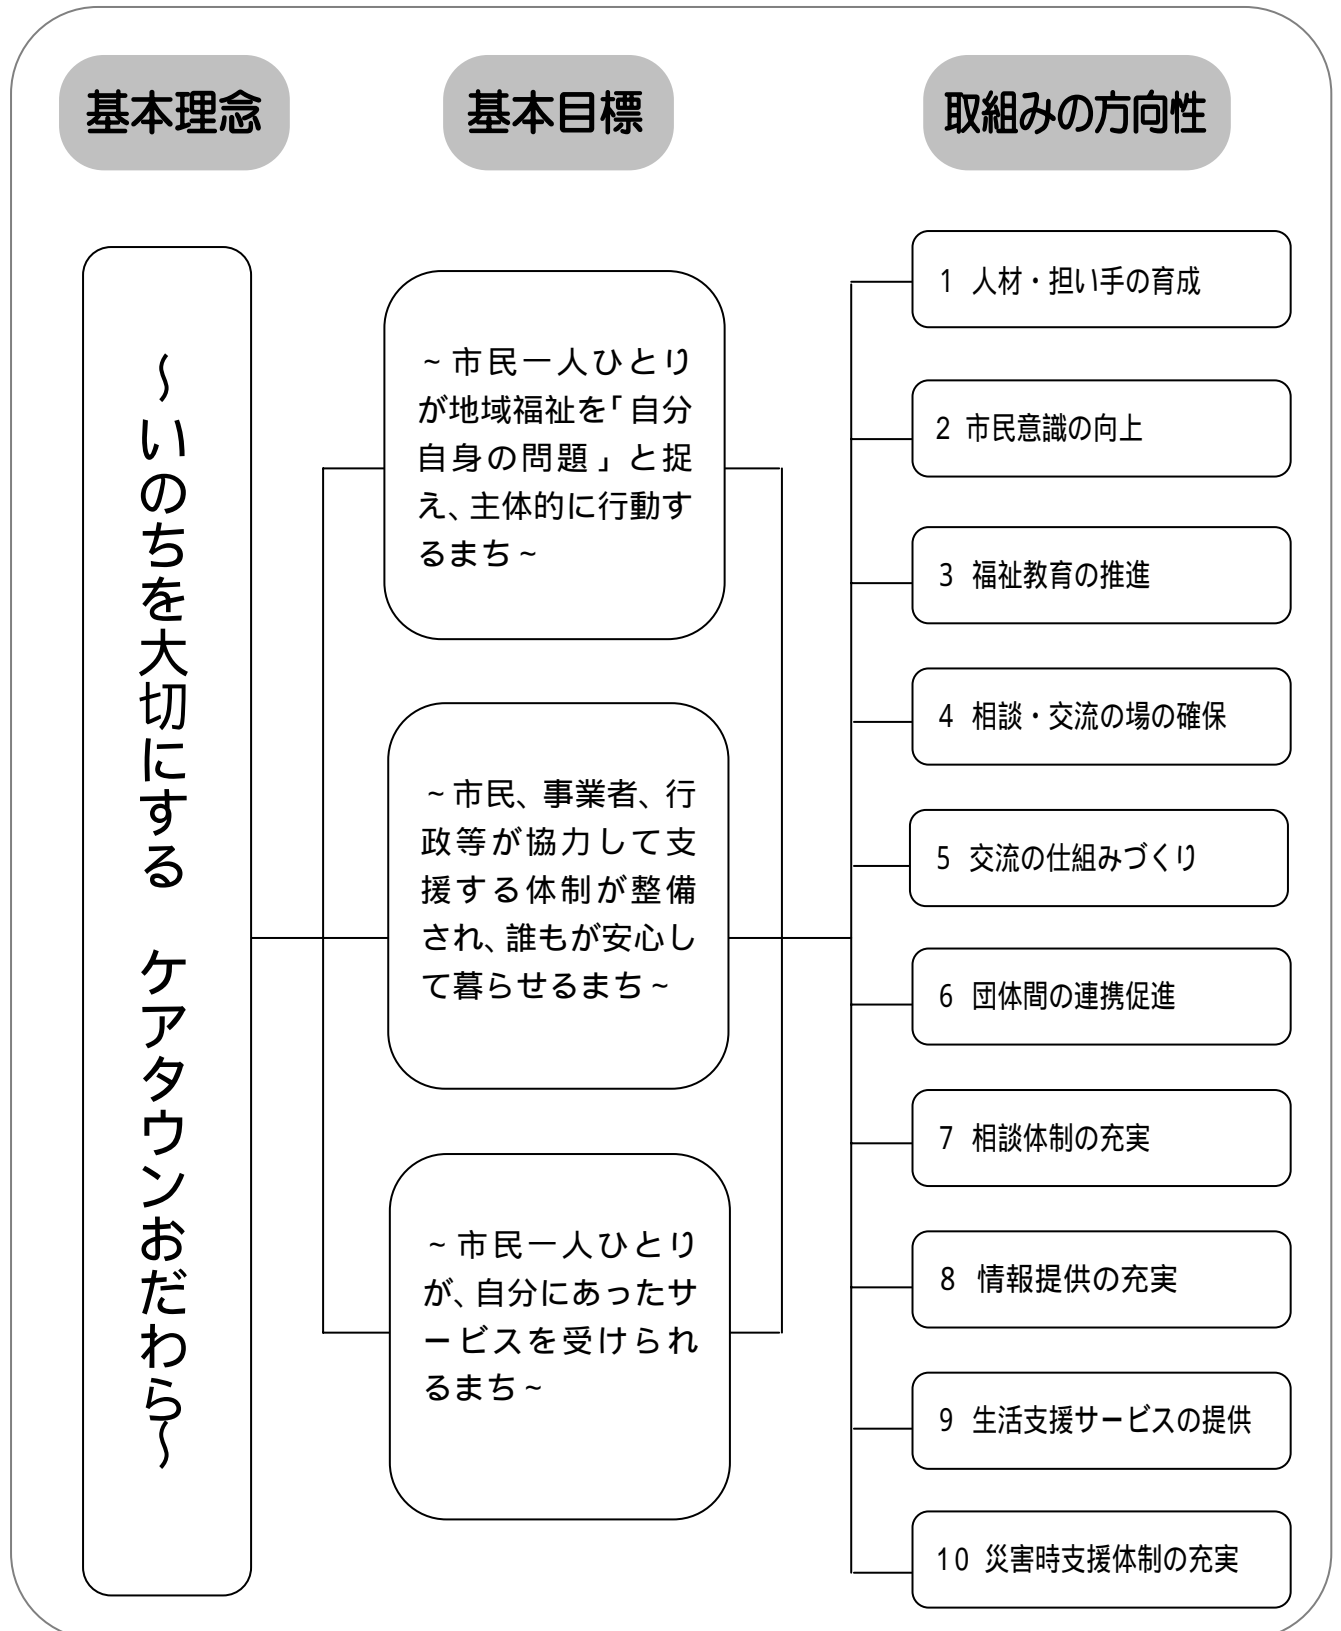 基本理念
基本目標
取組みの方向性
～いのちを大切にする　ケアタウンおだわら～
~市民一人ひとり
が地域福祉を「自分
自身の問題」と捉
え、主体的に行動す
るまち~
~市民、事業者、行
政等が協力して支
援する体制が整備
され、誰もが安心し
て暮らせるまち~
~市民一人ひとり
が、自分にあったサ
ービスを受けられ
るまち~
1 人材・担い手の育成
2 市民意識の向上
3 福祉教育の推進
4 相談・交流の場の確保
5 交流の仕組みづくり
6 団体間の連携促進
7 相談体制の充実
8 情報提供の充実
9 生活支援サービスの提供
10 災害時支援体制の充実